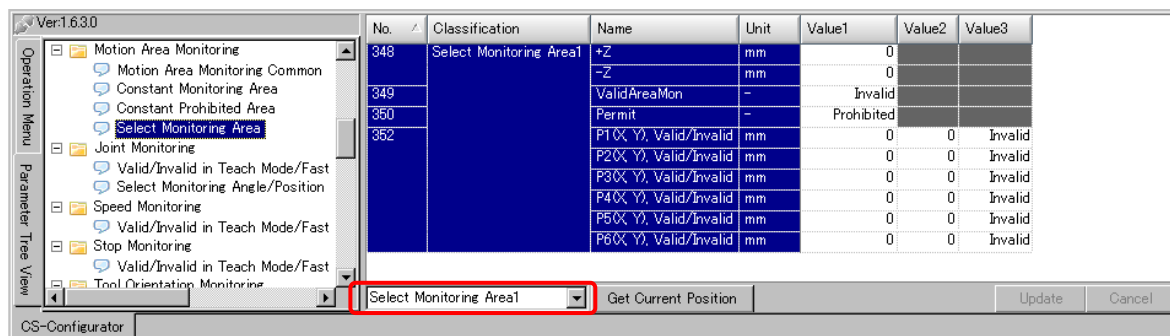 Ver:1.6.3.0
Operation Menu
Parameter Tree View
Motion Area Monitoring
Motion Area Monitoring Common
Constant Monitoring Area
Constant Prohibited Area
Select Monitoring Area
Joint Monitoring
Valid/Invalid in Teach Mode/Fast
Select Monitoring Angle/Position
Speed Monitoring
Valid/Invalid in Teach Mode/Fast
Stop Monitoring
Valid/Invalid in Teach Mode/Fast
Tool Orientation Monitoring
No. Classification Name Unit Value1 Value2 Value3
348 Select Monitoring Area1 +Z mm 0
-Z mm 0
349 ValidAreaMon - Invalid
350 Permit - Prohibited
352 P1(X, Y), Valid/Invalid mm 0 0 Invalid
P2(X, Y), Valid/Invalid mm 0 0 Invalid
P3(X, Y), Valid/Invalid mm 0 0 Invalid
P4(X, Y), Valid/Invalid mm 0 0 Invalid
P5(X, Y), Valid/Invalid mm 0 0 Invalid
P6(X, Y), Valid/Invalid mm 0 0 Invalid
Select Monitoring Area1 Get Current Position Update Cancel
CS-Configurator